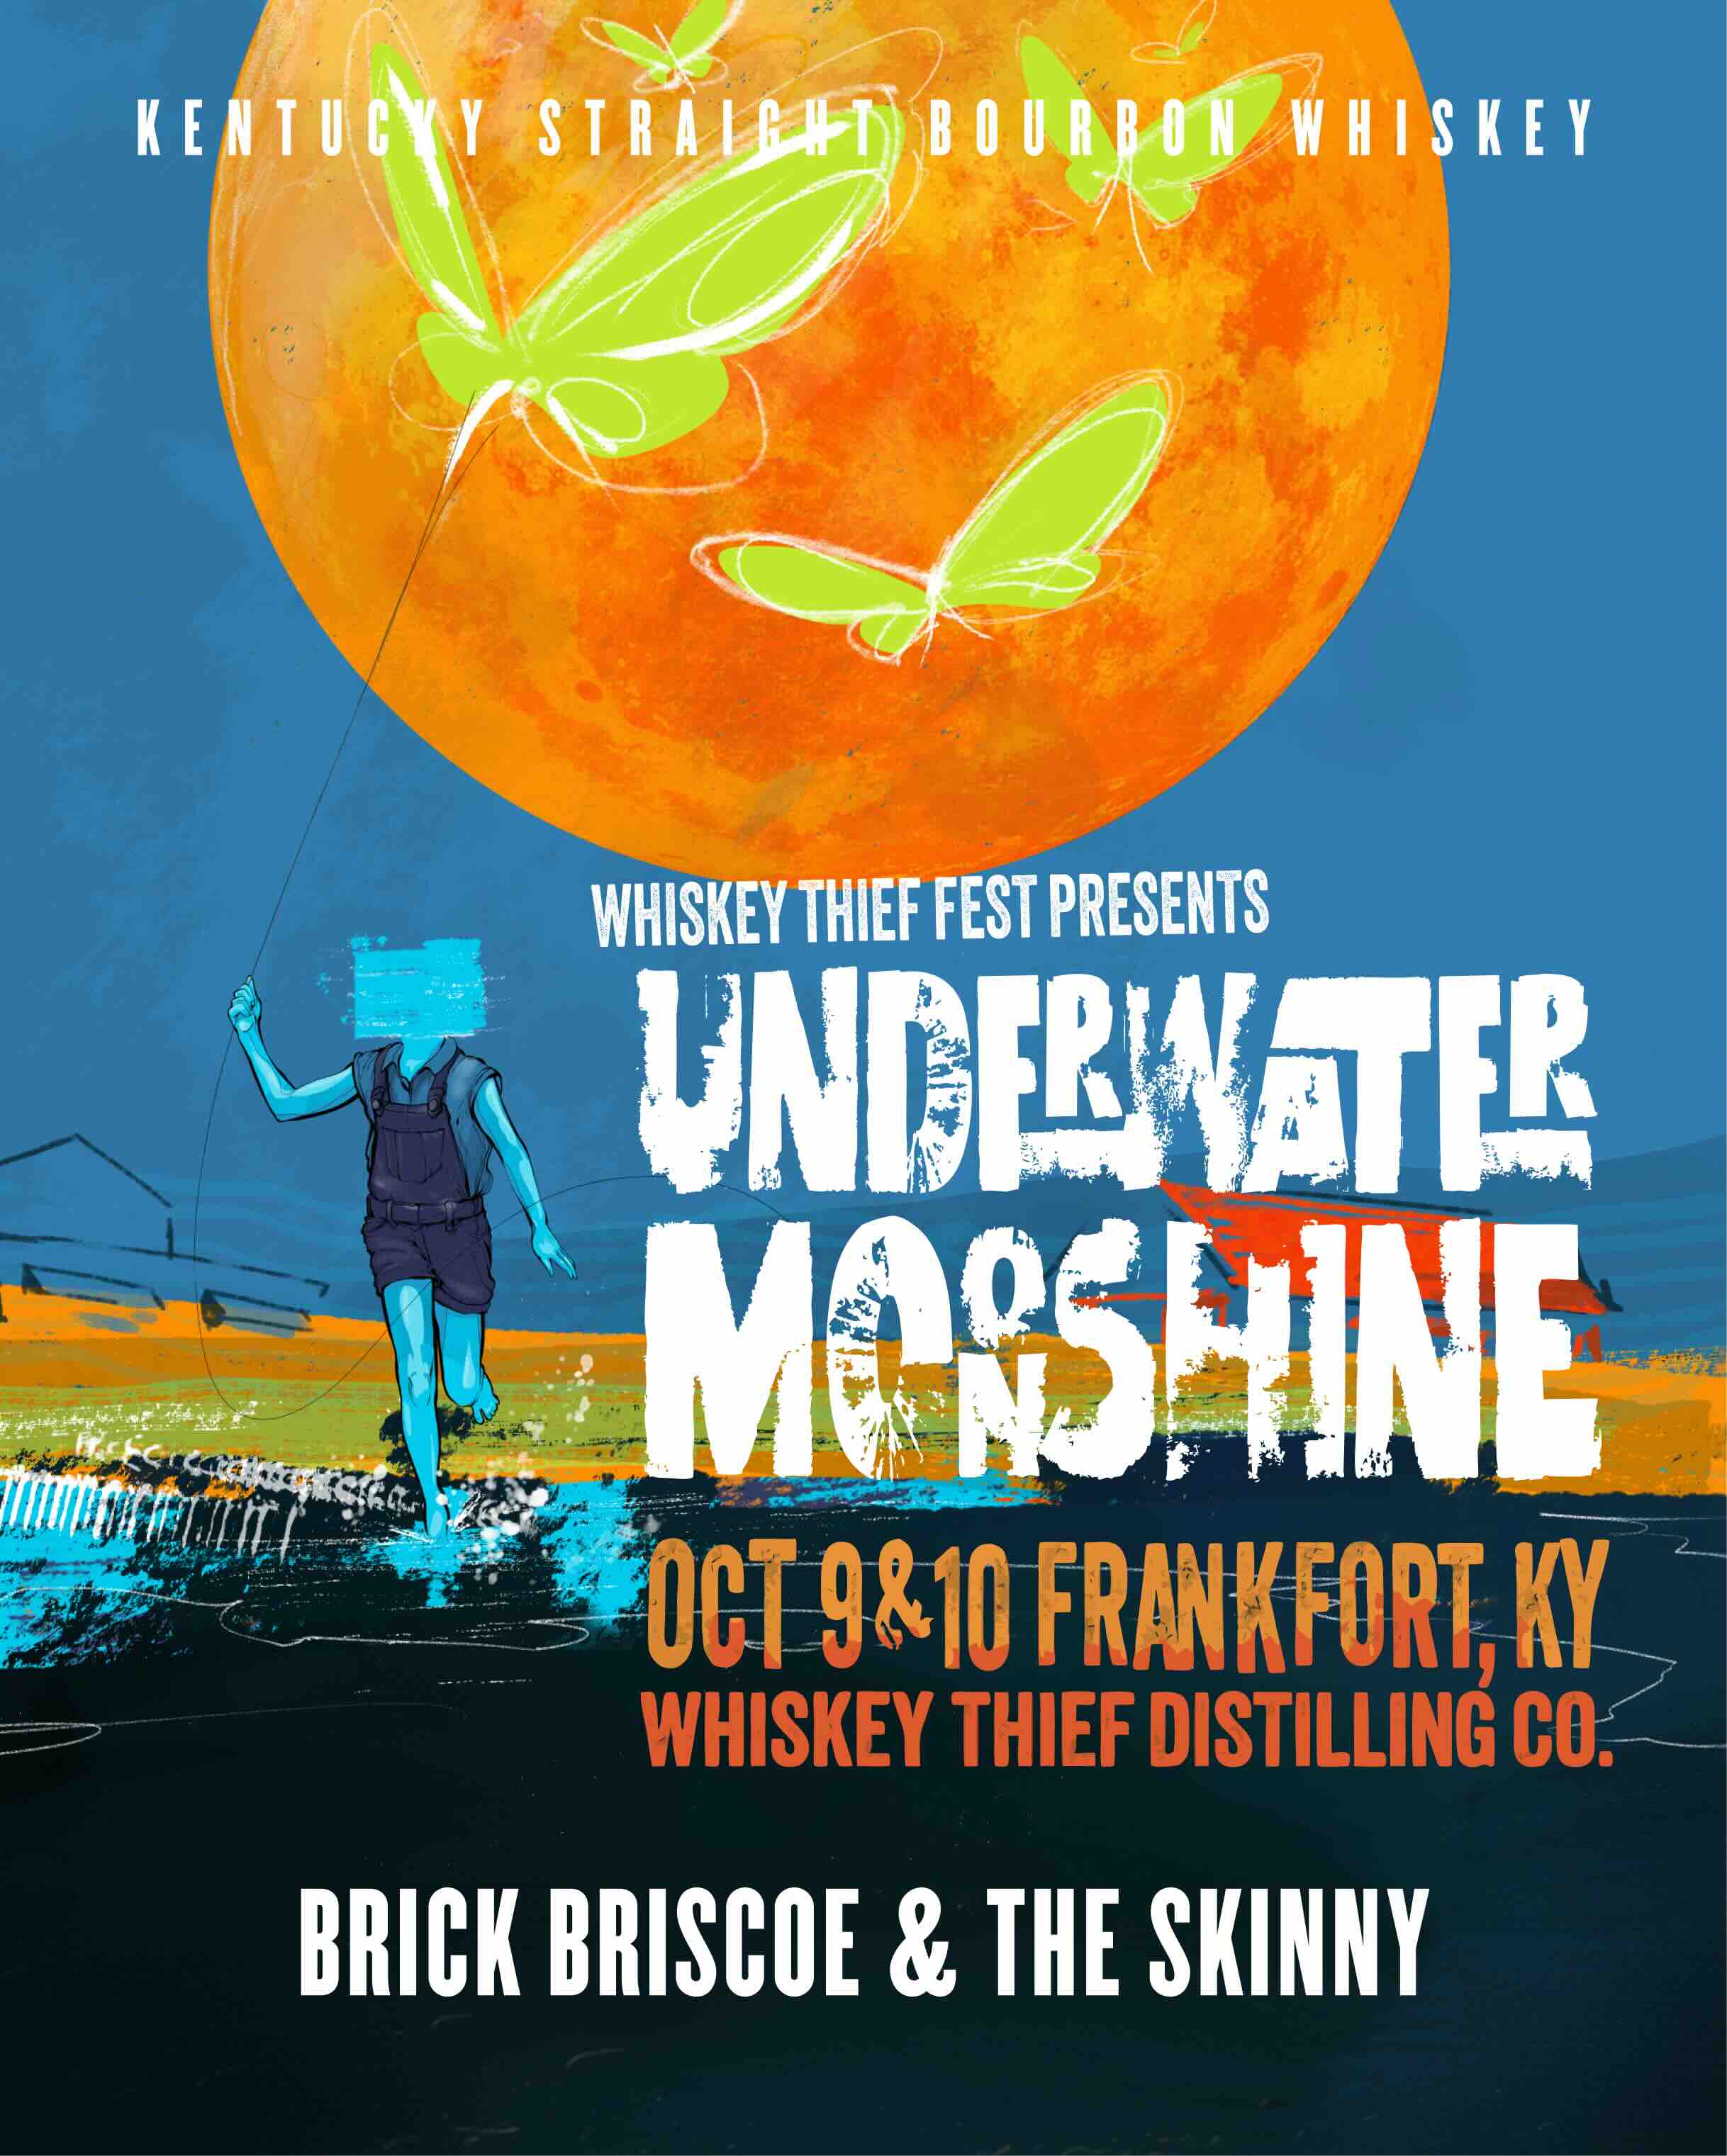 KENTUCKY STRAIGHT BOURBON WHISKEY
WHISKEY THIEF FEST PRESENTS
UNDERWATER
MOONSHINE
OCT 9 & 10 FRANKFORT, KY
WHISKEY THIEF DISTILLING CO.
BRICK BRISCOE & THE SKINNY